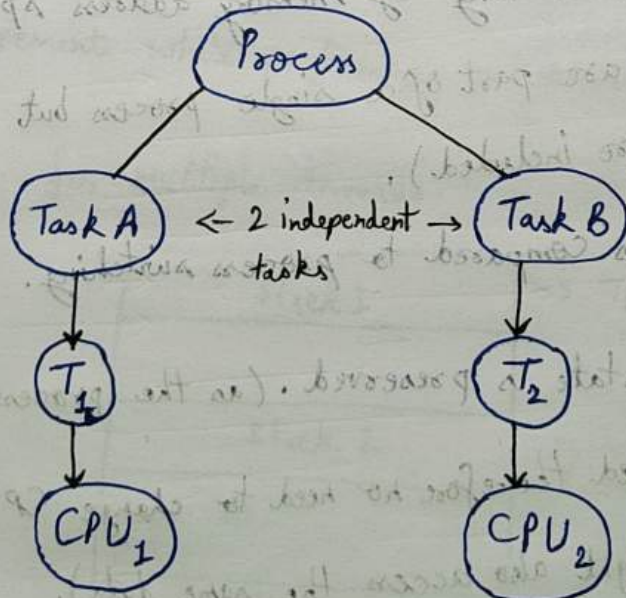 Process
Task A <- 2 independent -> Task B
tasks
T1 T2
CPU1 CPU2